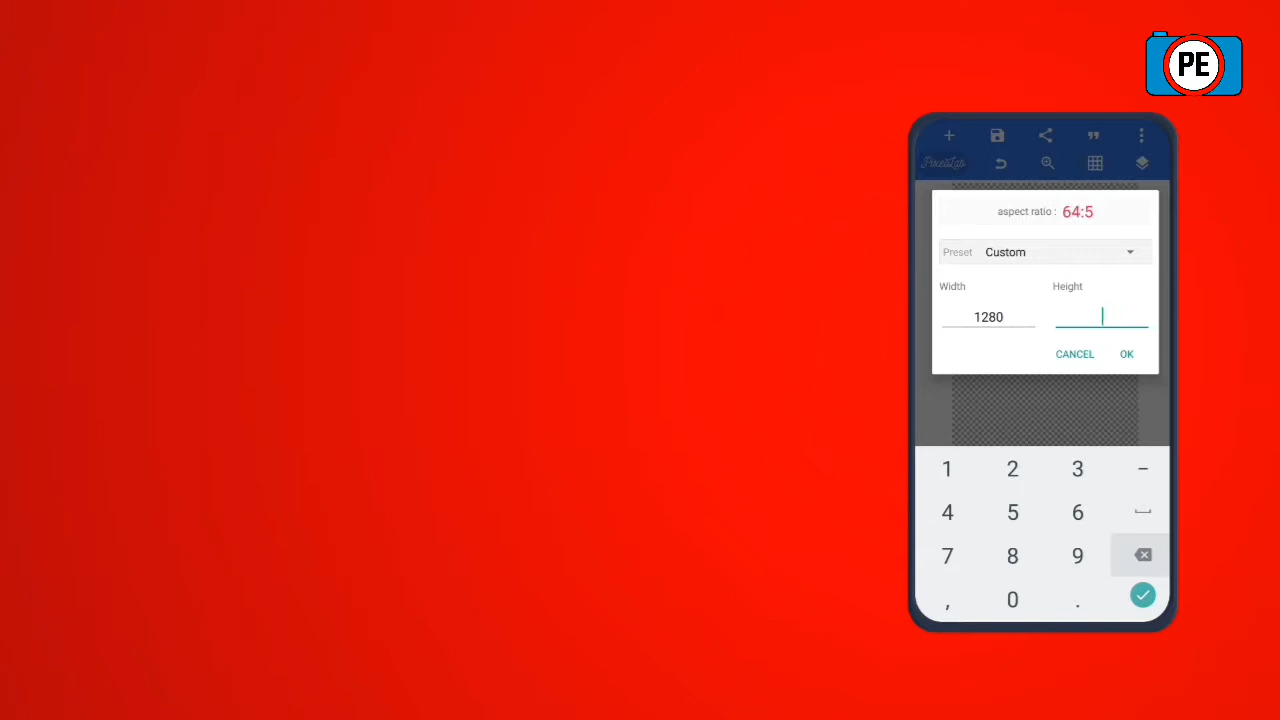 PE
PixelLab
aspect ratio : 64:5
Preset Custom
Width Height
1280
CANCEL OK
1 2 3 –
4 5 6
7 8 9
, 0 .